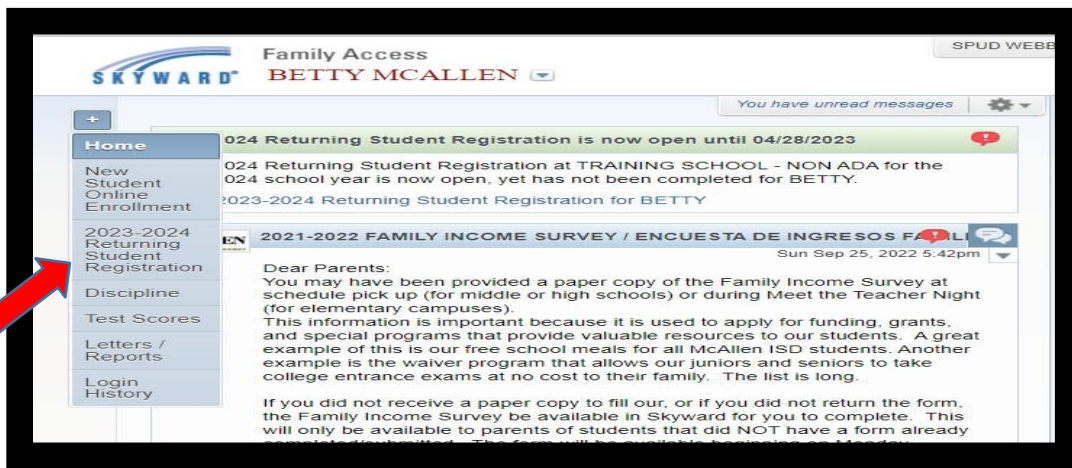 SPUD WEBB
SKYWARD
Family Access
BETTY MCALLEN
You have unread messages
+
Home
New
Student
Online
Enrollment
2023-2024
Returning
Student
Registration
Discipline
Test Scores
Letters /
Reports
Login
History
024 Returning Student Registration is now open until 04/28/2023
024 Returning Student Registration at TRAINING SCHOOL - NON ADA for the
024 school year is now open, yet has not been completed for BETTY.
2023-2024 Returning Student Registration for BETTY
EN 2021-2022 FAMILY INCOME SURVEY / ENCUESTA DE INGRESOS
Sun Sep 25, 2022 5:42pm
Dear Parents:
You may have been provided a paper copy of the Family Income Survey at
schedule pick up (for middle or high schools) or during Meet the Teacher Night
(for elementary campuses).
This information is important because it is used to apply for funding, grants,
and special programs that provide valuable resources to our students. A great
example of this is our free school meals for all McAllen ISD students. Another
example is the waiver program that allows our juniors and seniors to take
college entrance exams at no cost to their family. The list is long.
If you did not receive a paper copy to fill our, or if you did not return the form,
the Family Income Survey be available in Skyward for you to complete. This
will only be available to parents of students that did NOT have a form already